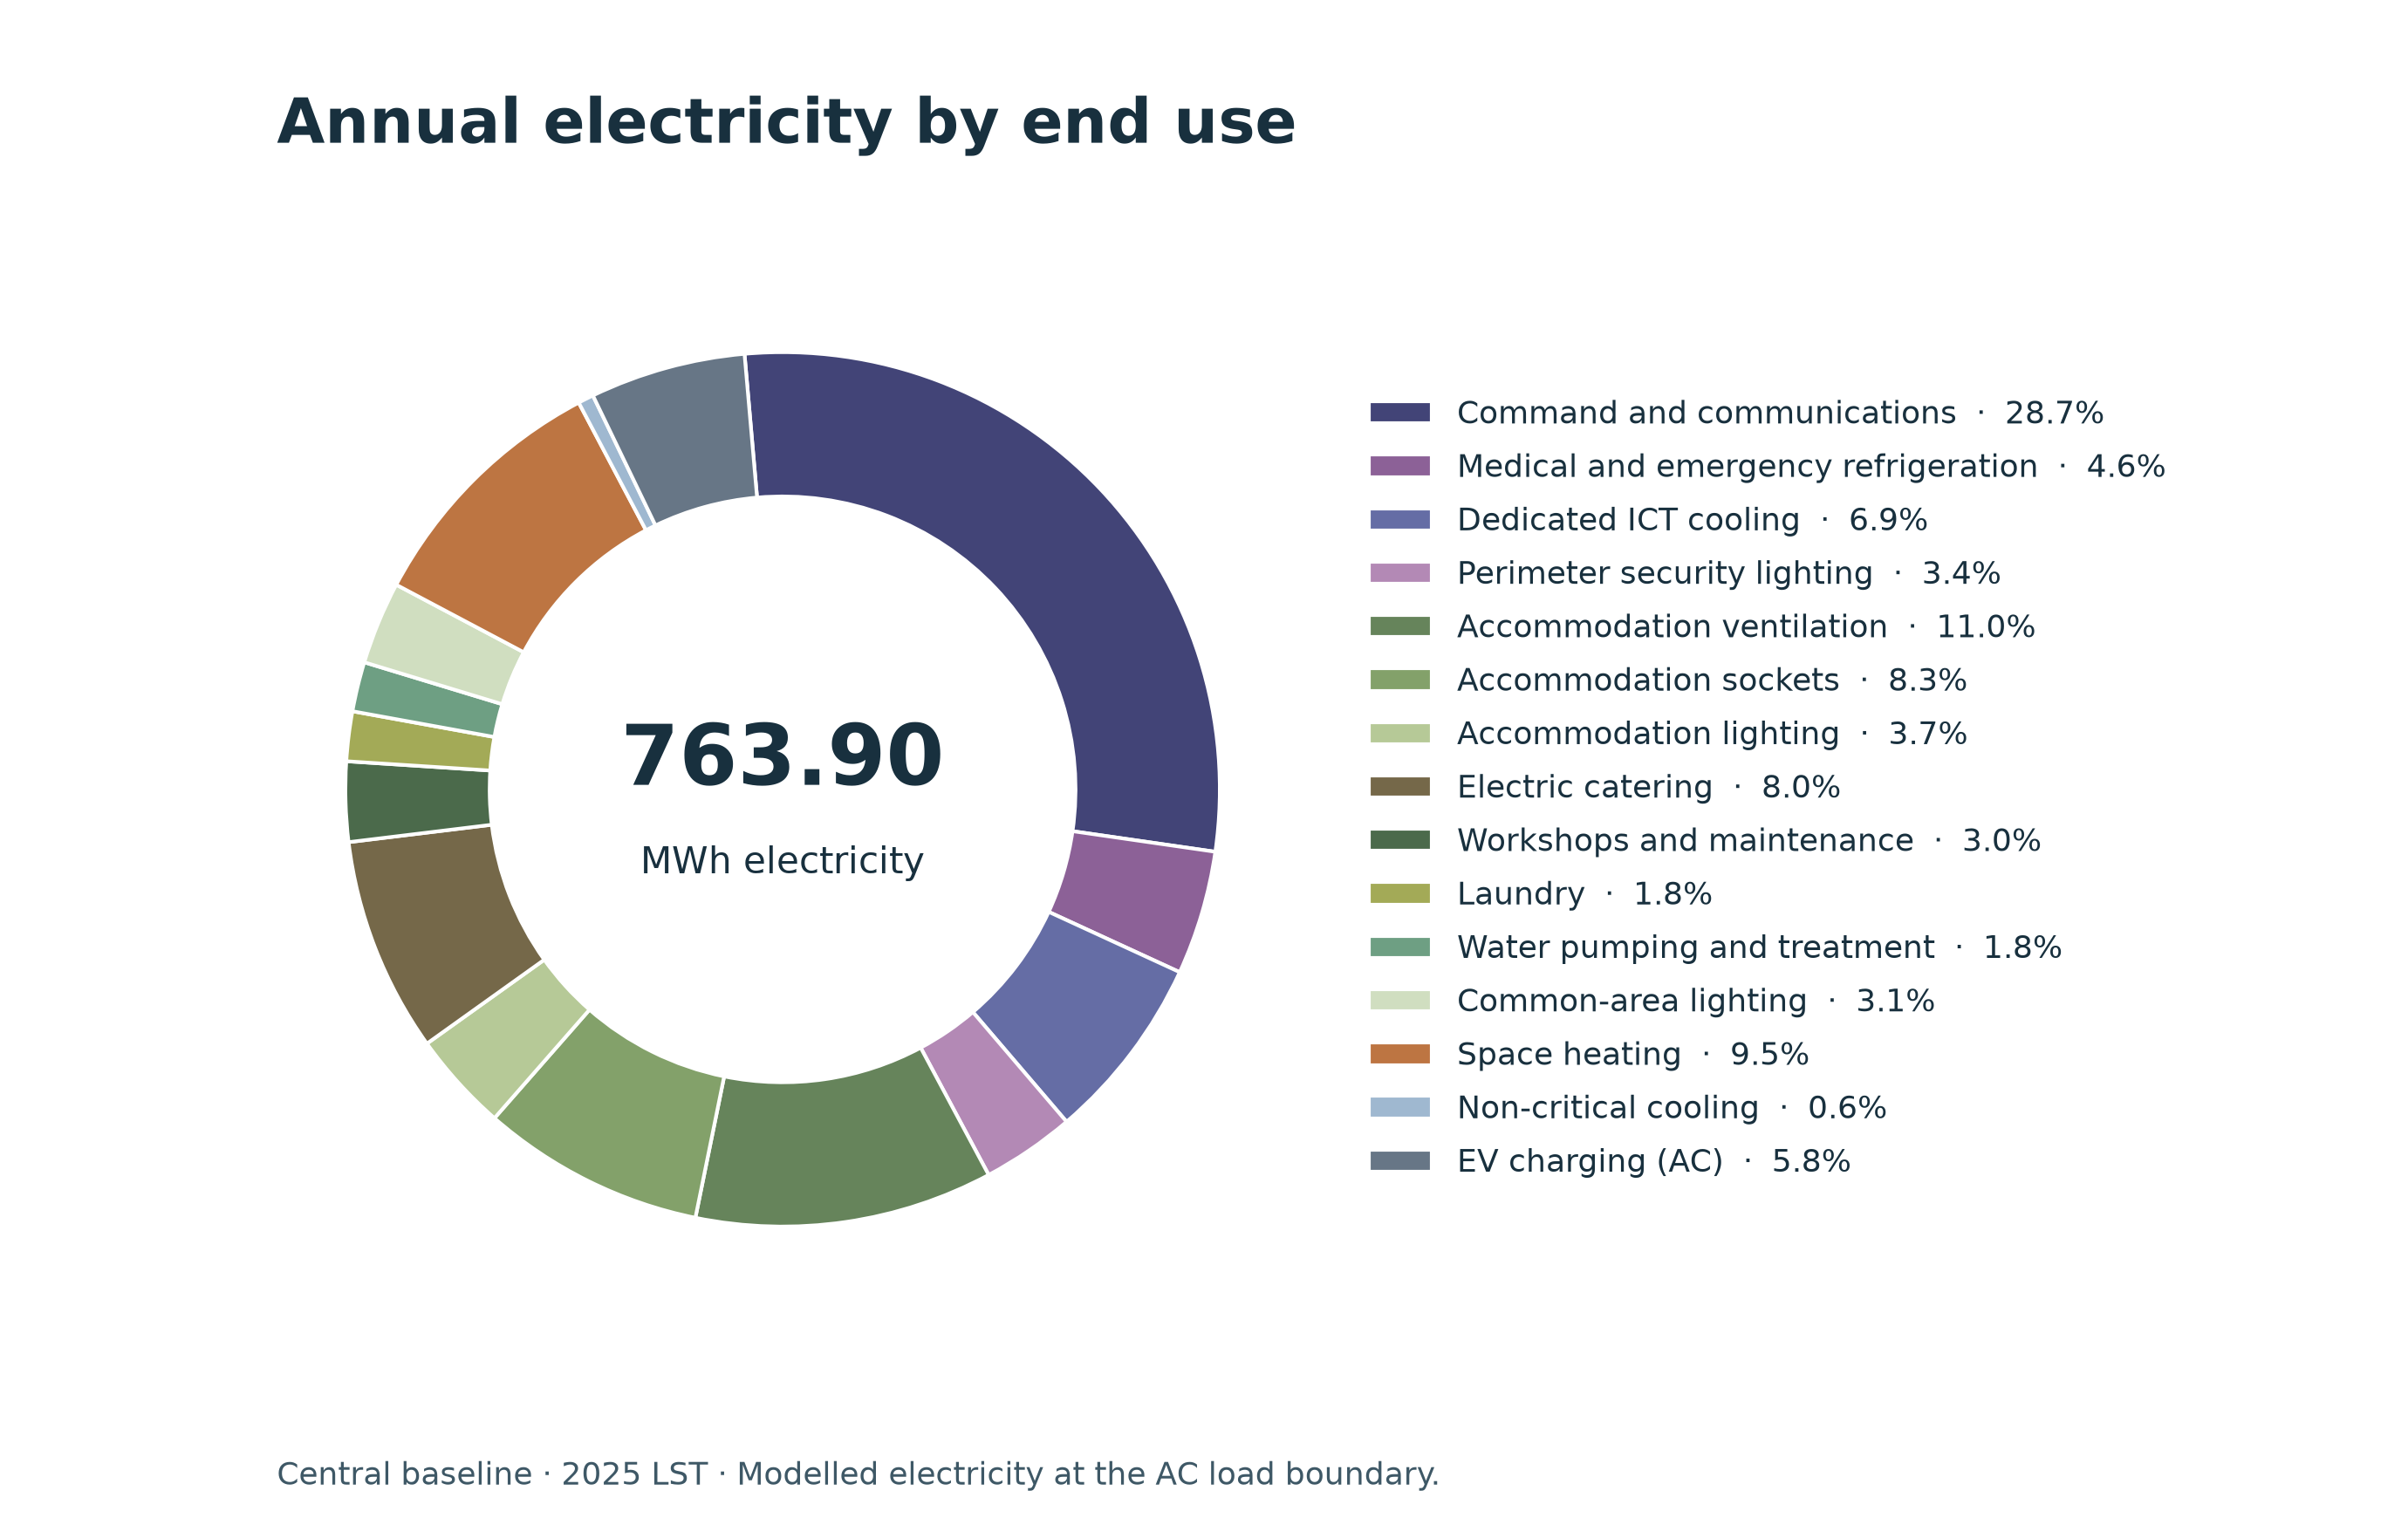 Annual electricity by end use
763.90
MWh electricity
Command and communications · 28.7%
Medical and emergency refrigeration · 4.6%
Dedicated ICT cooling · 6.9%
Perimeter security lighting · 3.4%
Accommodation ventilation · 11.0%
Accommodation sockets · 8.3%
Accommodation lighting · 3.7%
Electric catering · 8.0%
Workshops and maintenance · 3.0%
Laundry · 1.8%
Water pumping and treatment · 1.8%
Common-area lighting · 3.1%
Space heating · 9.5%
Non-critical cooling · 0.6%
EV charging (AC) · 5.8%
Central baseline · 2025 LST · Modelled electricity at the AC load boundary.